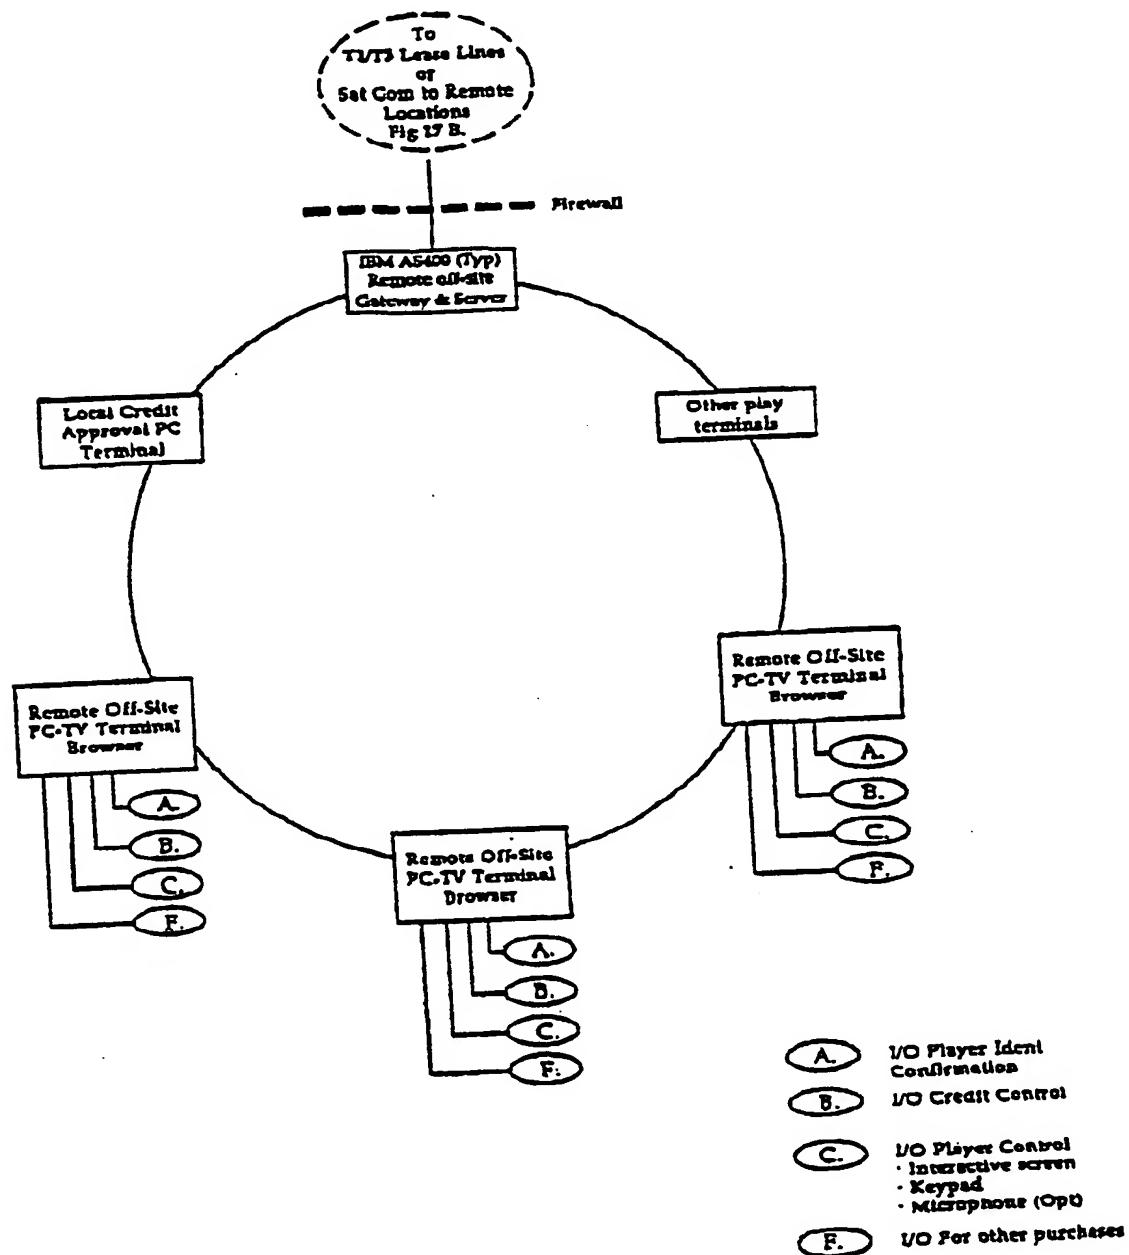 To
T1/T3 Lease Lines
or
Sat Com to Remote
Locations
Fig B.
Firewall
IBM AS400 (Typ)
Remote off-site
Gateway & Server
Local Credit
Approval PC
Terminal
Other play
terminals
Remote Off-Site
PC-TV Terminal
Browser
A.
B.
C.
F.
Remote Off-Site
PC-TV Terminal
Browser
A.
B.
C.
F.
Remote Off-Site
PC-TV Terminal
Browser
A.
B.
C.
F.
A. I/O Player Ident
Confirmation
B. I/O Credit Control
C. I/O Player Control
· Interactive screen
· Keypad
· Microphone (Opt)
F. I/O For other purchases